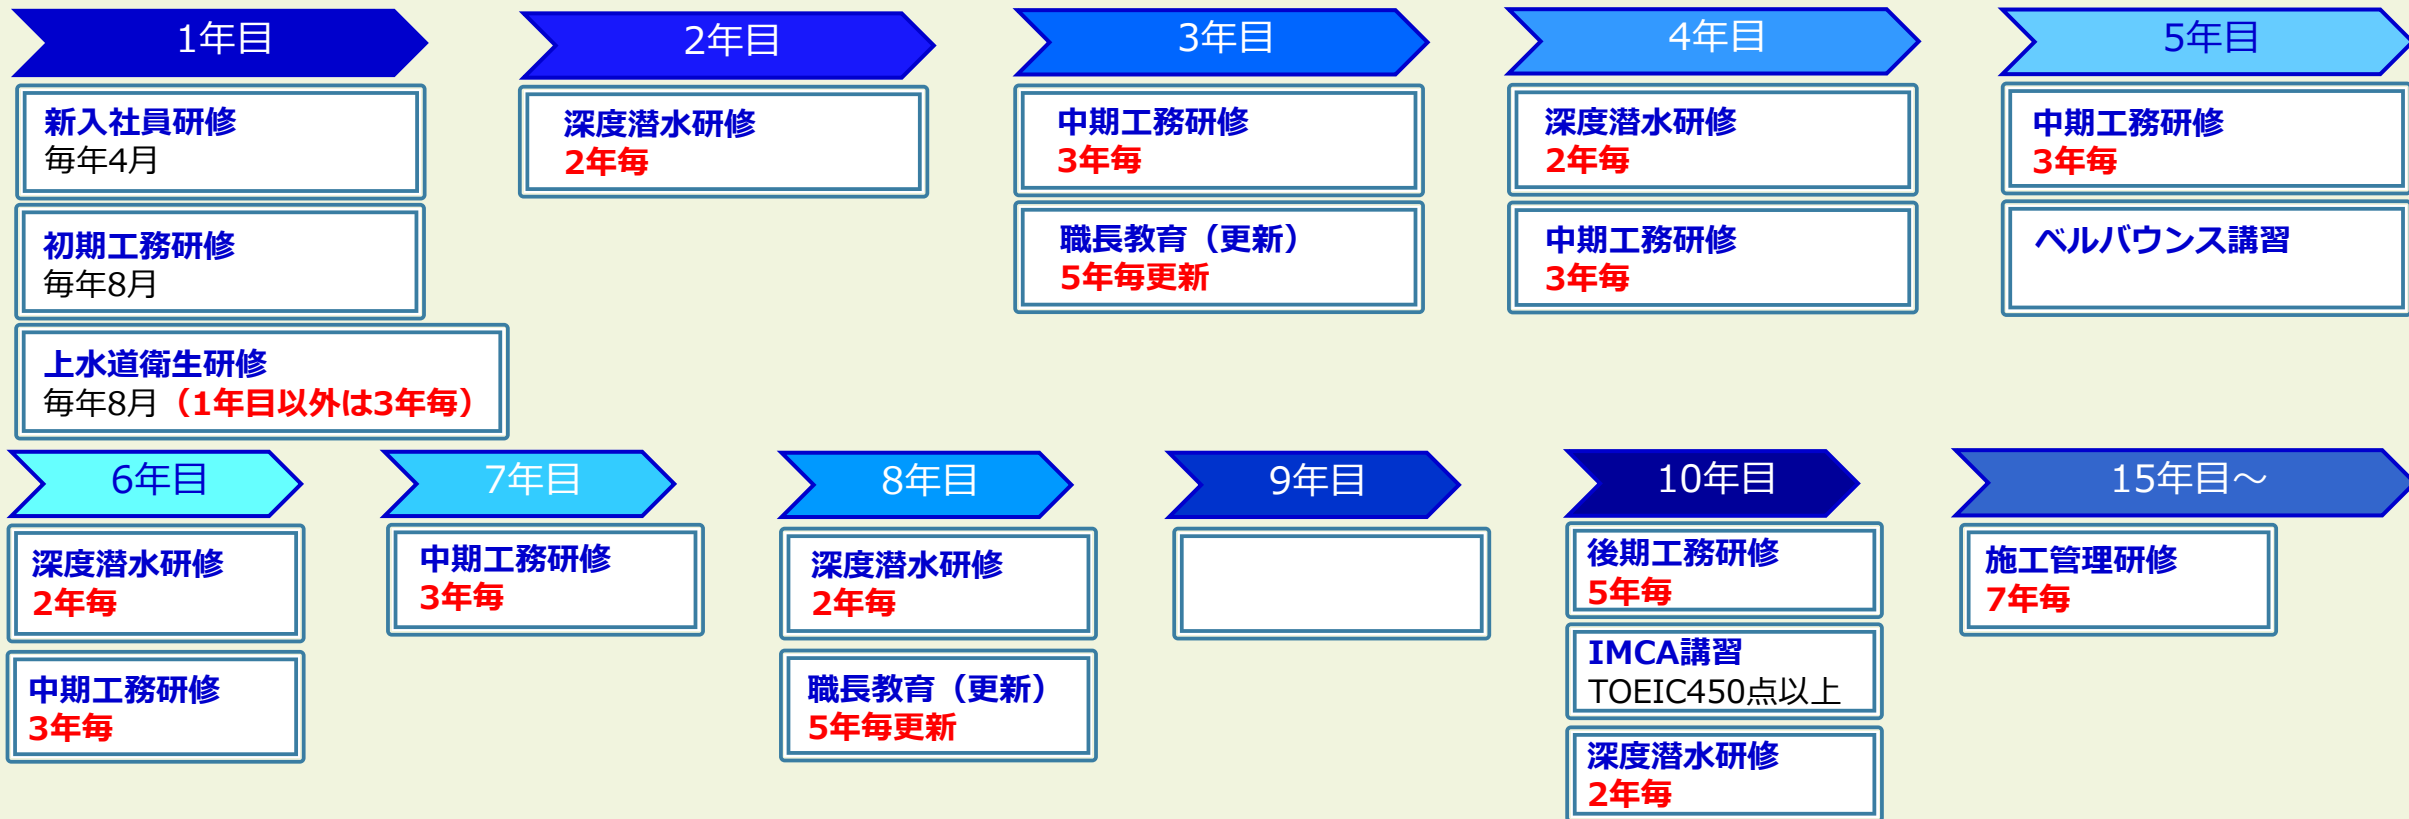 1年目
新入社員研修
毎年4月
初期工務研修
毎年8月
上水道衛生研修
毎年8月（1年目以外は3年毎）
2年目
深度潜水研修
2年毎
3年目
中期工務研修
3年毎
職長教育（更新）
5年毎更新
4年目
深度潜水研修
2年毎
中期工務研修
3年毎
5年目
中期工務研修
3年毎
ベルバウンス講習
6年目
深度潜水研修
2年毎
中期工務研修
3年毎
7年目
中期工務研修
3年毎
8年目
深度潜水研修
2年毎
職長教育（更新）
5年毎更新
9年目
10年目
後期工務研修
5年毎
IMCA講習
TOEIC450点以上
深度潜水研修
2年毎
15年目～
施工管理研修
7年毎